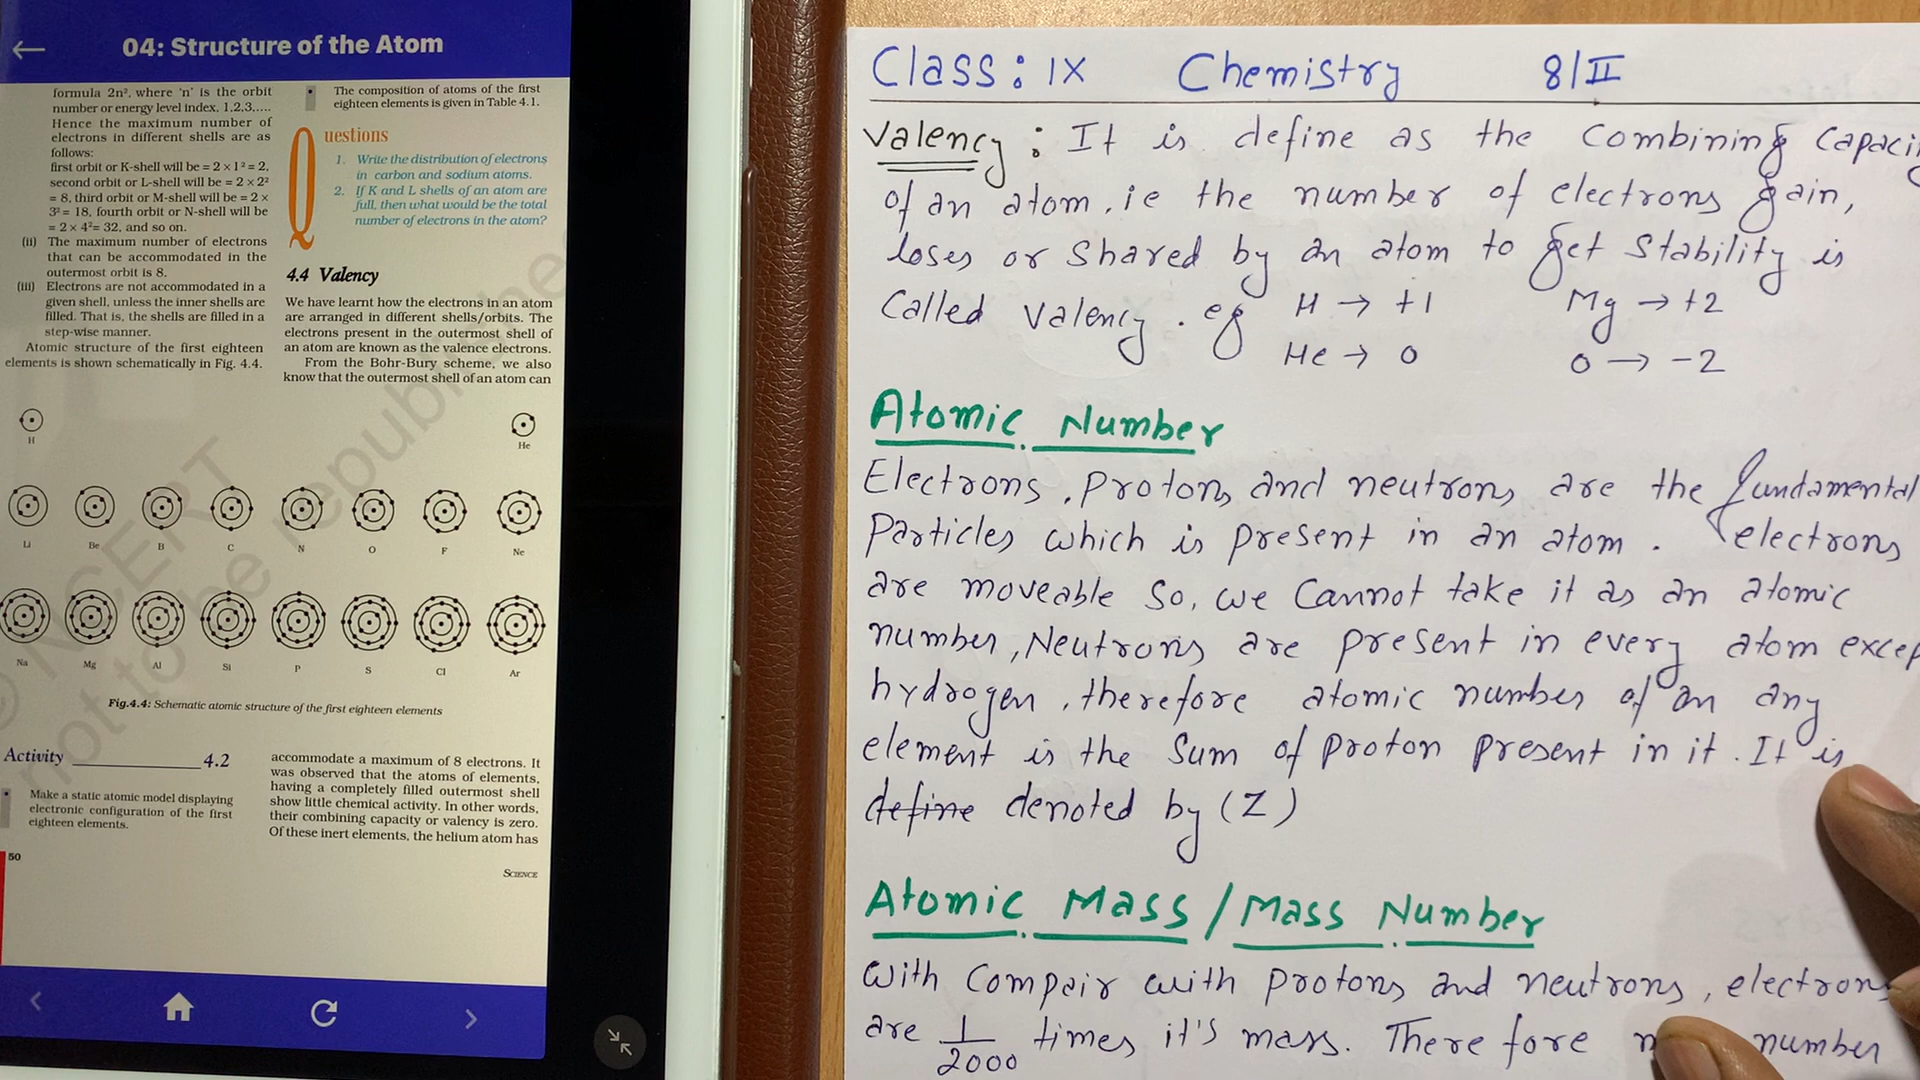 04: Structure of the Atom
formula 2n², where 'n' is the orbit
number or energy level index, 1,2,3,....
Hence the maximum number of
electrons in different shells are as
follows:
first orbit or K-shell will be = 2 × 1² = 2,
second orbit or L-shell will be = 2 × 2²
= 8, third orbit or M-shell will be = 2 ×
3² = 18, fourth orbit or N-shell will be
= 2 × 4² = 32, and so on.
(ii) The maximum number of electrons
that can be accommodated in the
outermost orbit is 8.
(iii) Electrons are not accommodated in a
given shell, unless the inner shells are
filled. That is, the shells are filled in a
step-wise manner.
Atomic structure of the first eighteen
elements is shown schematically in Fig. 4.4.
• The composition of atoms of the first
eighteen elements is given in Table 4.1.
Questions
1. Write the distribution of electrons
in carbon and sodium atoms.
2. If K and L shells of an atom are
full, then what would be the total
number of electrons in the atom?
4.4 Valency
We have learnt how the electrons in an atom
are arranged in different shells/orbits. The
electrons present in the outermost shell of
an atom are known as the valence electrons.
From the Bohr-Bury scheme, we also
know that the outermost shell of an atom can
H He
Li Be B C N O F Ne
Na Mg Al Si P S Cl Ar
Fig.4.4: Schematic atomic structure of the first eighteen elements
Activity 4.2
• Make a static atomic model displaying
electronic configuration of the first
eighteen elements.
accommodate a maximum of 8 electrons. It
was observed that the atoms of elements,
having a completely filled outermost shell
show little chemical activity. In other words,
their combining capacity or valency is zero.
Of these inert elements, the helium atom has
50
SCIENCE
© NCERT
not to be republished
Class: IX Chemistry 8/II
Valency: It is define as the combining
of an atom, ie the number of electrons gain,
loses or shared by an atom to get stability is
called valency. eg H → +1 Mg → +2
He → 0 O → -2
Atomic Number
Electrons, protons and neutrons are the fundamental
particles which is present in an atom. electrons
are moveable so, we cannot take it as an atomic
number, Neutrons are present in every atom
hydrogen, therefore atomic number of an any
element is the sum of proton present in it. It is
define denoted by (Z)
Atomic Mass / Mass Number
With compair with protons and neutrons, electrons
are 1/2000 times it's mass. There fore number